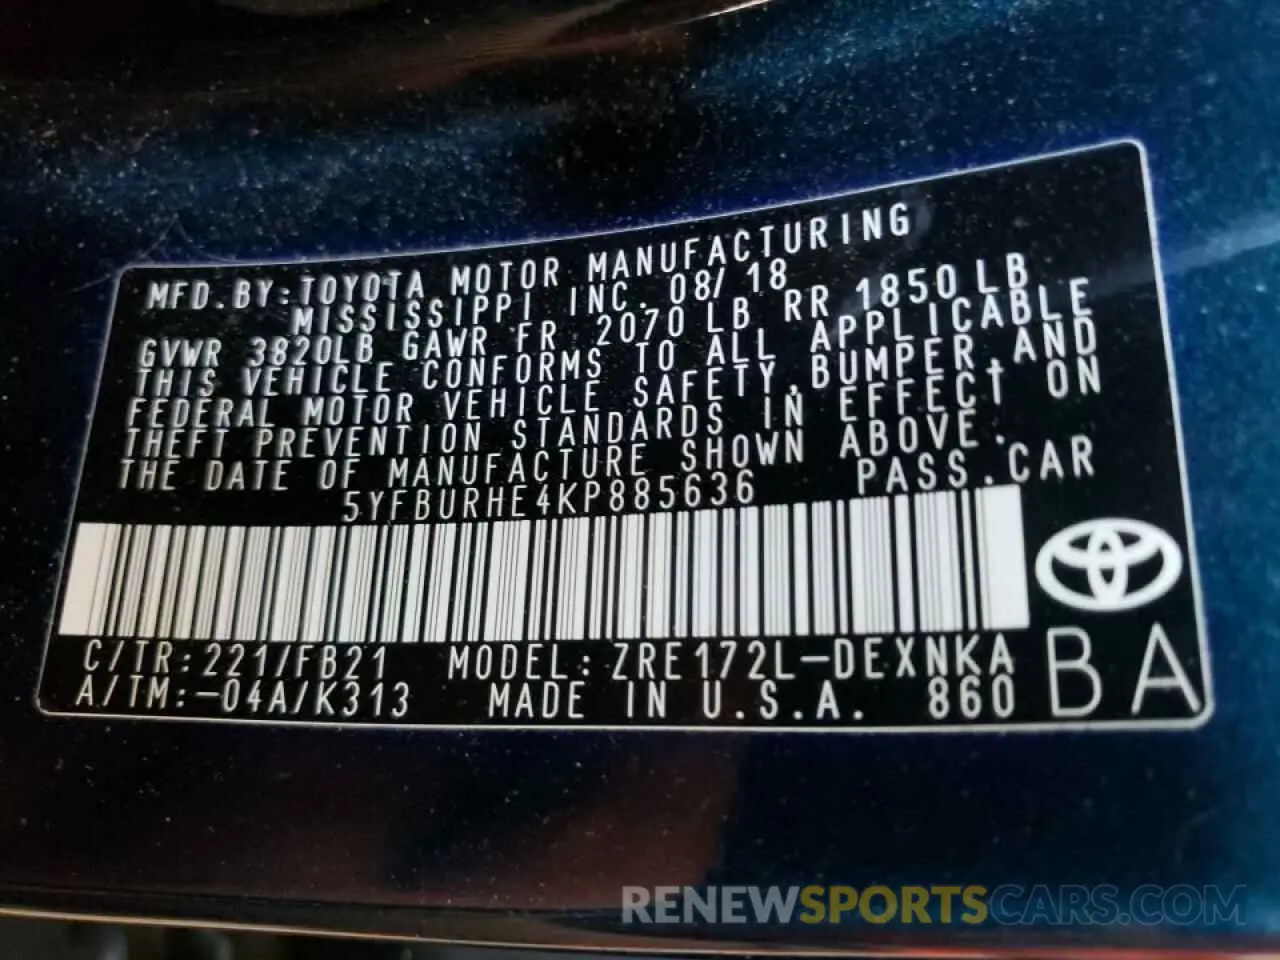 MFD.BY:TOYOTA MOTOR MANUFACTURING
MISSISSIPPI INC. 08/18
GVWR 3820LB GAWR FR 2070 LB RR 1850 LB
THIS VEHICLE CONFORMS TO ALL APPLICABLE
FEDERAL MOTOR VEHICLE SAFETY,BUMPER,AND
THEFT PREVENTION STANDARDS IN EFFECT ON
THE DATE OF MANUFACTURE SHOWN ABOVE.
5YFBURHE4KP885636 PASS.CAR
C/TR:221/FB21 MODEL:ZRE172L-DEXNKA
A/TM:-04A/K313 MADE IN U.S.A. 860
BA
RENEWSPORTSCARS.COM